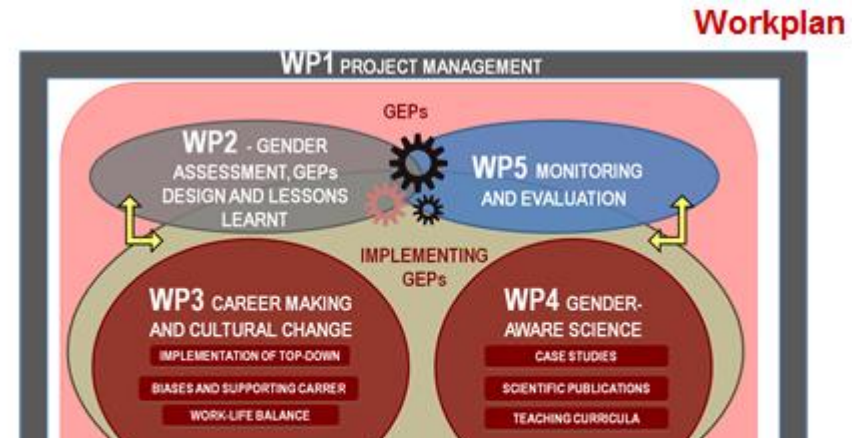 Workplan
WP1 PROJECT MANAGEMENT
GEPs
WP2 - GENDER
ASSESSMENT, GEPs
DESIGN AND LESSONS
LEARNT
WP5 MONITORING
AND EVALUATION
IMPLEMENTING
GEPs
WP3 CAREER MAKING
AND CULTURAL CHANGE
IMPLEMENTATION OF TOP-DOWN
BIASES AND SUPPORTING CARRER
WORK-LIFE BALANCE
WP4 GENDER-
AWARE SCIENCE
CASE STUDIES
SCIENTIFIC PUBLICATIONS
TEACHING CURRICULA